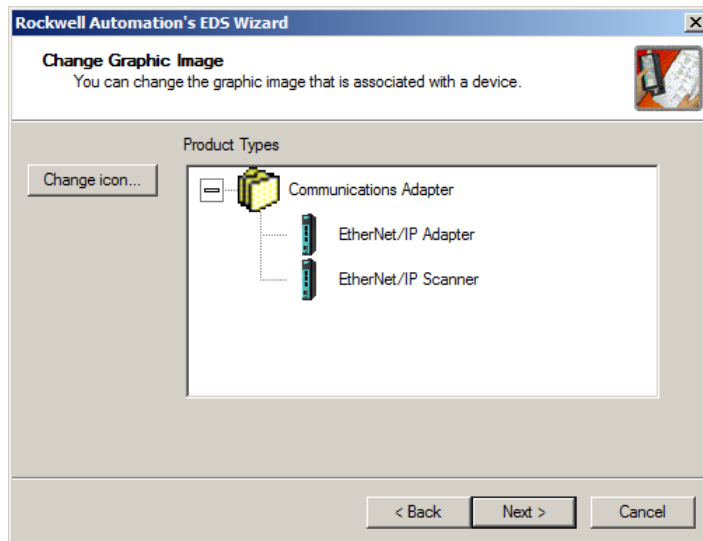 Rockwell Automation's EDS Wizard
Change Graphic Image
You can change the graphic image that is associated with a device.
Product Types
Change icon...
Communications Adapter
EtherNet/IP Adapter
EtherNet/IP Scanner
< Back
Next >
Cancel